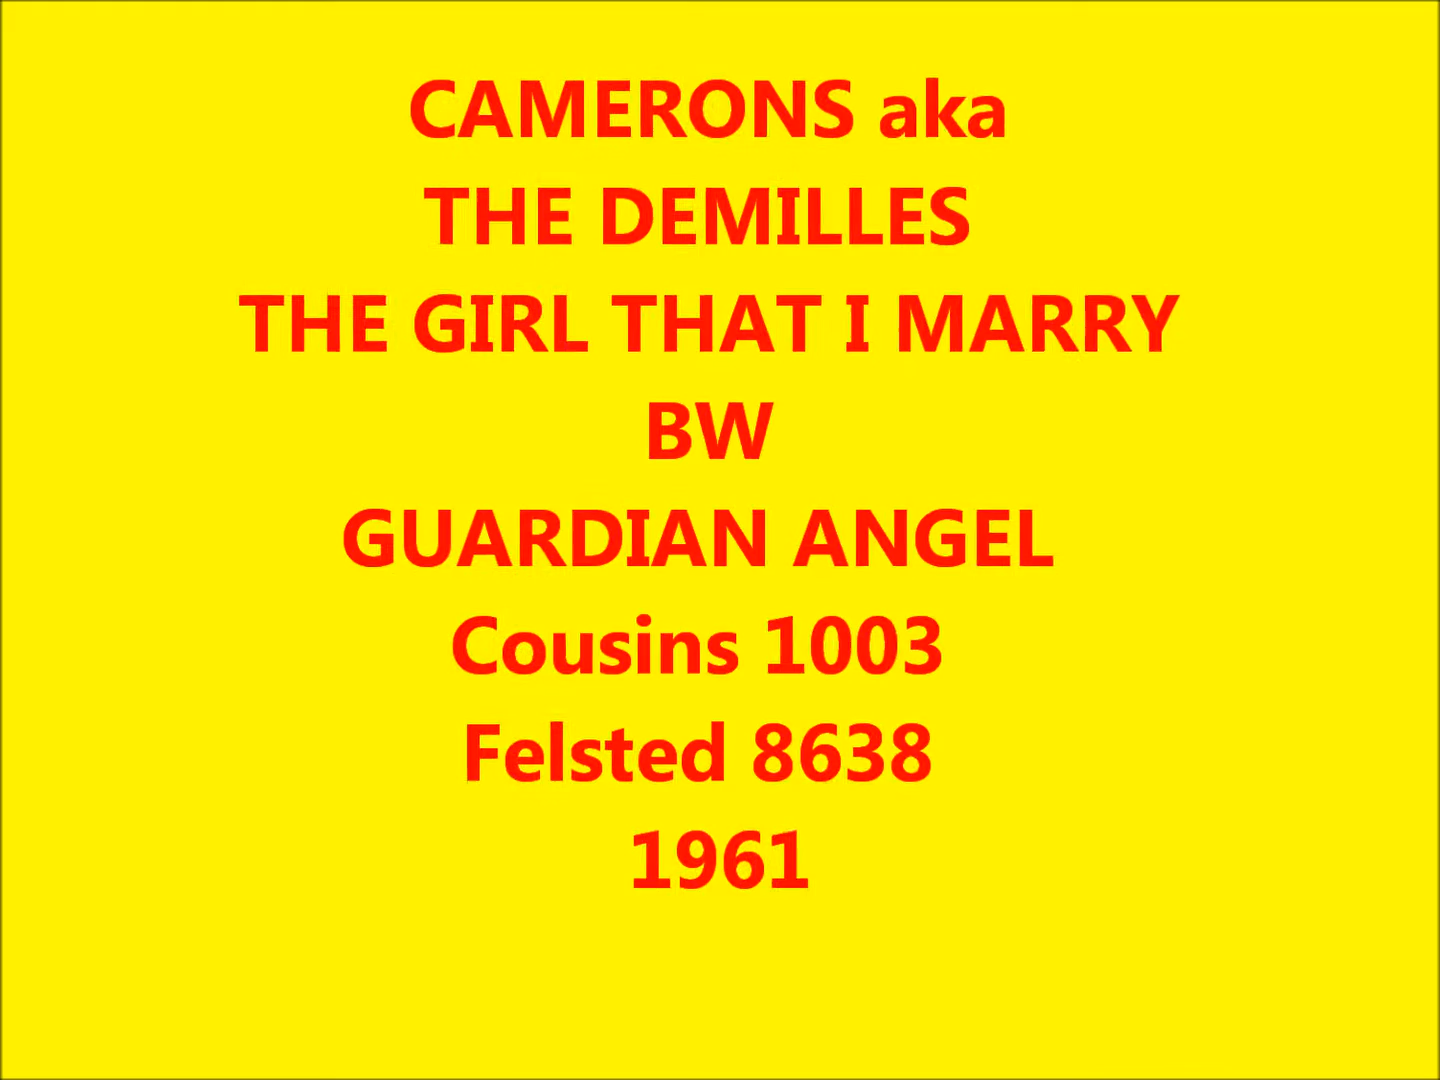 CAMERONS aka
THE DEMILLES
THE GIRL THAT I MARRY
BW
GUARDIAN ANGEL
Cousins 1003
Felsted 8638
1961